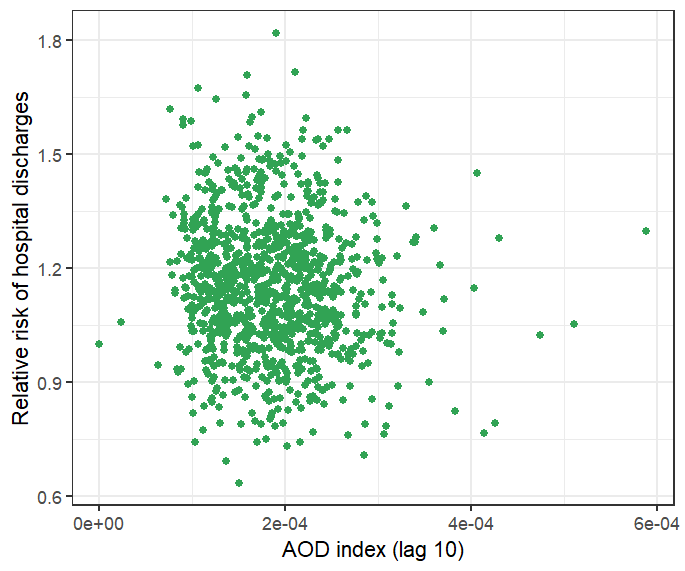 Relative risk of hospital discharges
1.8
1.5
1.2
0.9
0.6
0e+00 2e-04 4e-04 6e-04
AOD index (lag 10)